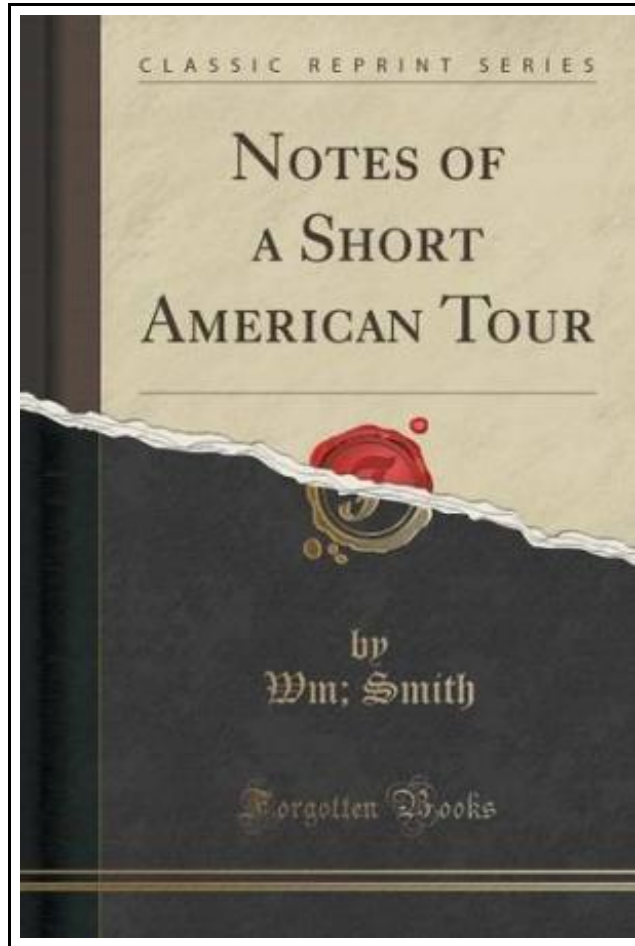 CLASSIC REPRINT SERIES
NOTES OF
A SHORT
AMERICAN TOUR
by
Wm; Smith
Forgotten Books